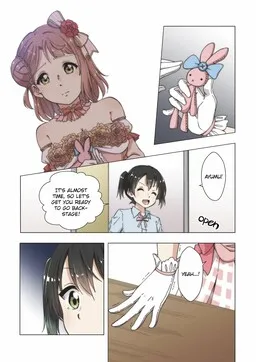 AYUMU!
open
IT'S ALMOST
TIME, SO LET'S
GET YOU READY
TO GO BACK-
STAGE!
YEAH...!